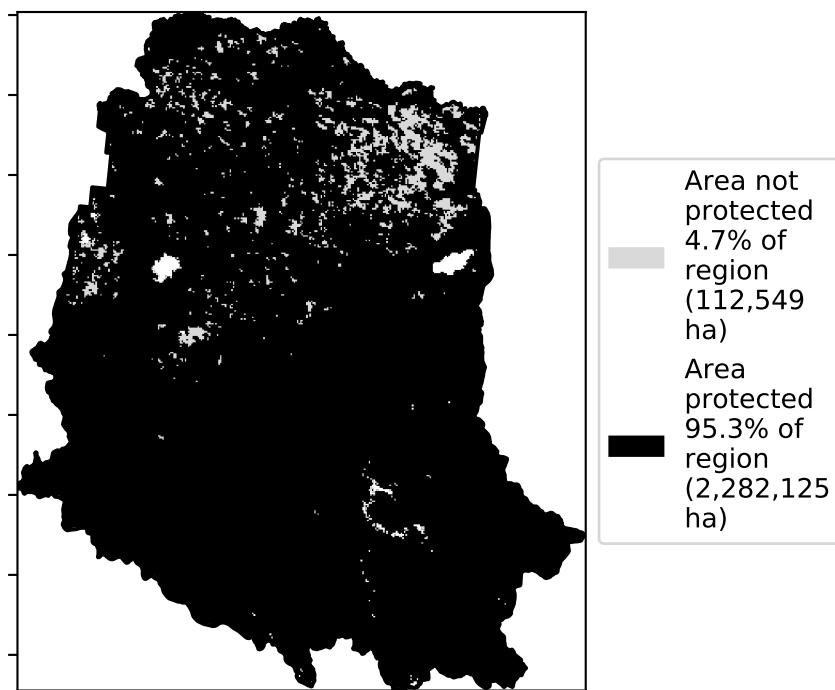 Area not
protected
4.7% of
region
(112,549
ha)
Area
protected
95.3% of
region
(2,282,125
ha)